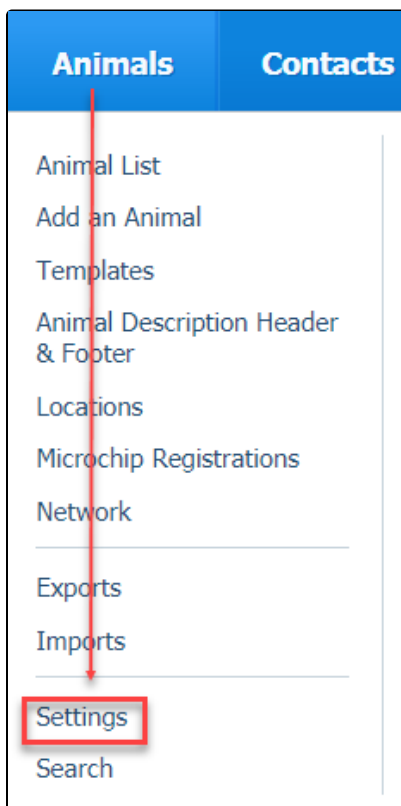 Animals Contacts
Animal List
Add an Animal
Templates
Animal Description Header
& Footer
Locations
Microchip Registrations
Network
Exports
Imports
Settings
Search